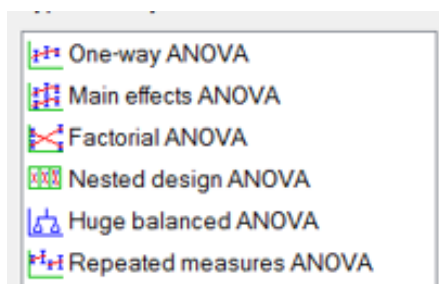 One-way ANOVA
Main effects ANOVA
Factorial ANOVA
Nested design ANOVA
Huge balanced ANOVA
Repeated measures ANOVA